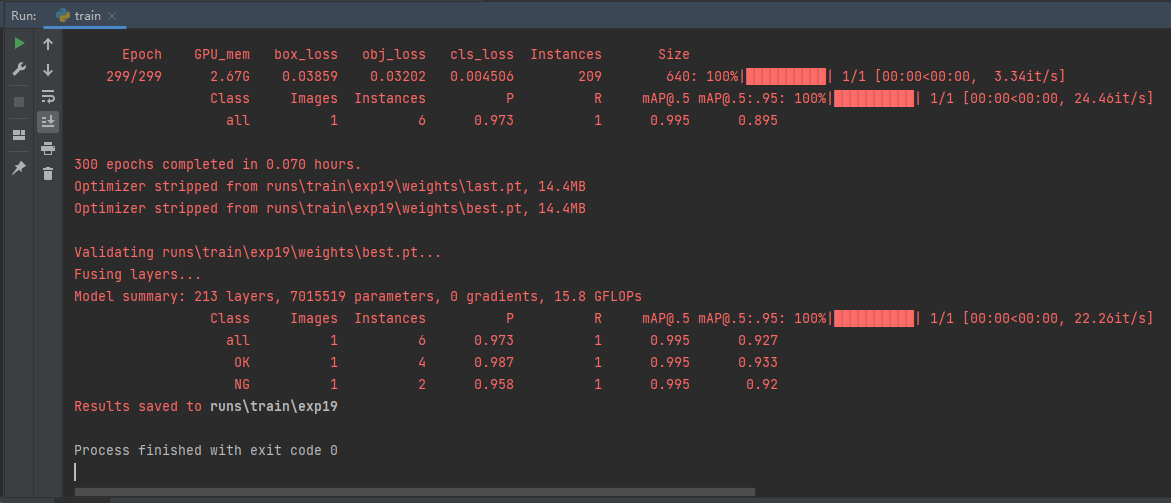 Run: train
Epoch GPU_mem box_loss obj_loss cls_loss Instances Size
299/299 2.67G 0.03859 0.03202 0.004506 209 640: 100%|██████████| 1/1 [00:00<00:00, 3.34it/s]
Class Images Instances P R mAP@.5 mAP@.5:.95: 100%|██████████| 1/1 [00:00<00:00, 24.46it/s]
all 1 6 0.973 1 0.995 0.895
300 epochs completed in 0.070 hours.
Optimizer stripped from runs\train\exp19\weights\last.pt, 14.4MB
Optimizer stripped from runs\train\exp19\weights\best.pt, 14.4MB
Validating runs\train\exp19\weights\best.pt...
Fusing layers...
Model summary: 213 layers, 7015519 parameters, 0 gradients, 15.8 GFLOPs
Class Images Instances P R mAP@.5 mAP@.5:.95: 100%|██████████| 1/1 [00:00<00:00, 22.26it/s]
all 1 6 0.973 1 0.995 0.927
OK 1 4 0.987 1 0.995 0.933
NG 1 2 0.958 1 0.995 0.92
Results saved to runs\train\exp19
Process finished with exit code 0